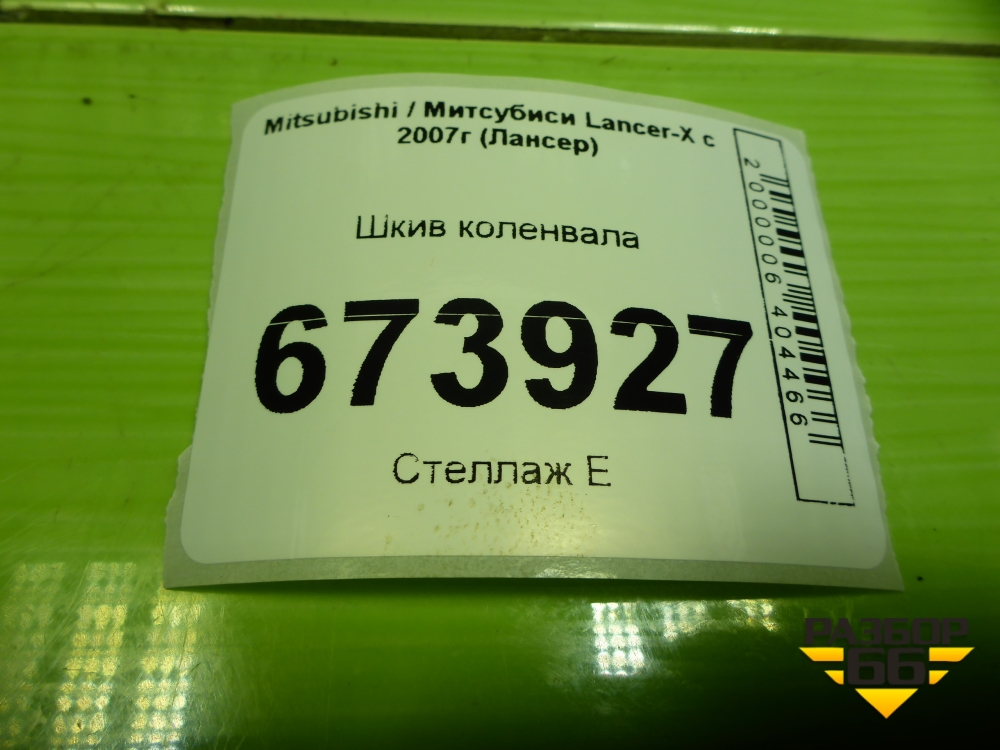 Mitsubishi / Митсубиси Lancer-X с
2007г (Лансер)
Шкив коленвала
673927
Стеллаж Е
2000006404466
РАЗБОР
66